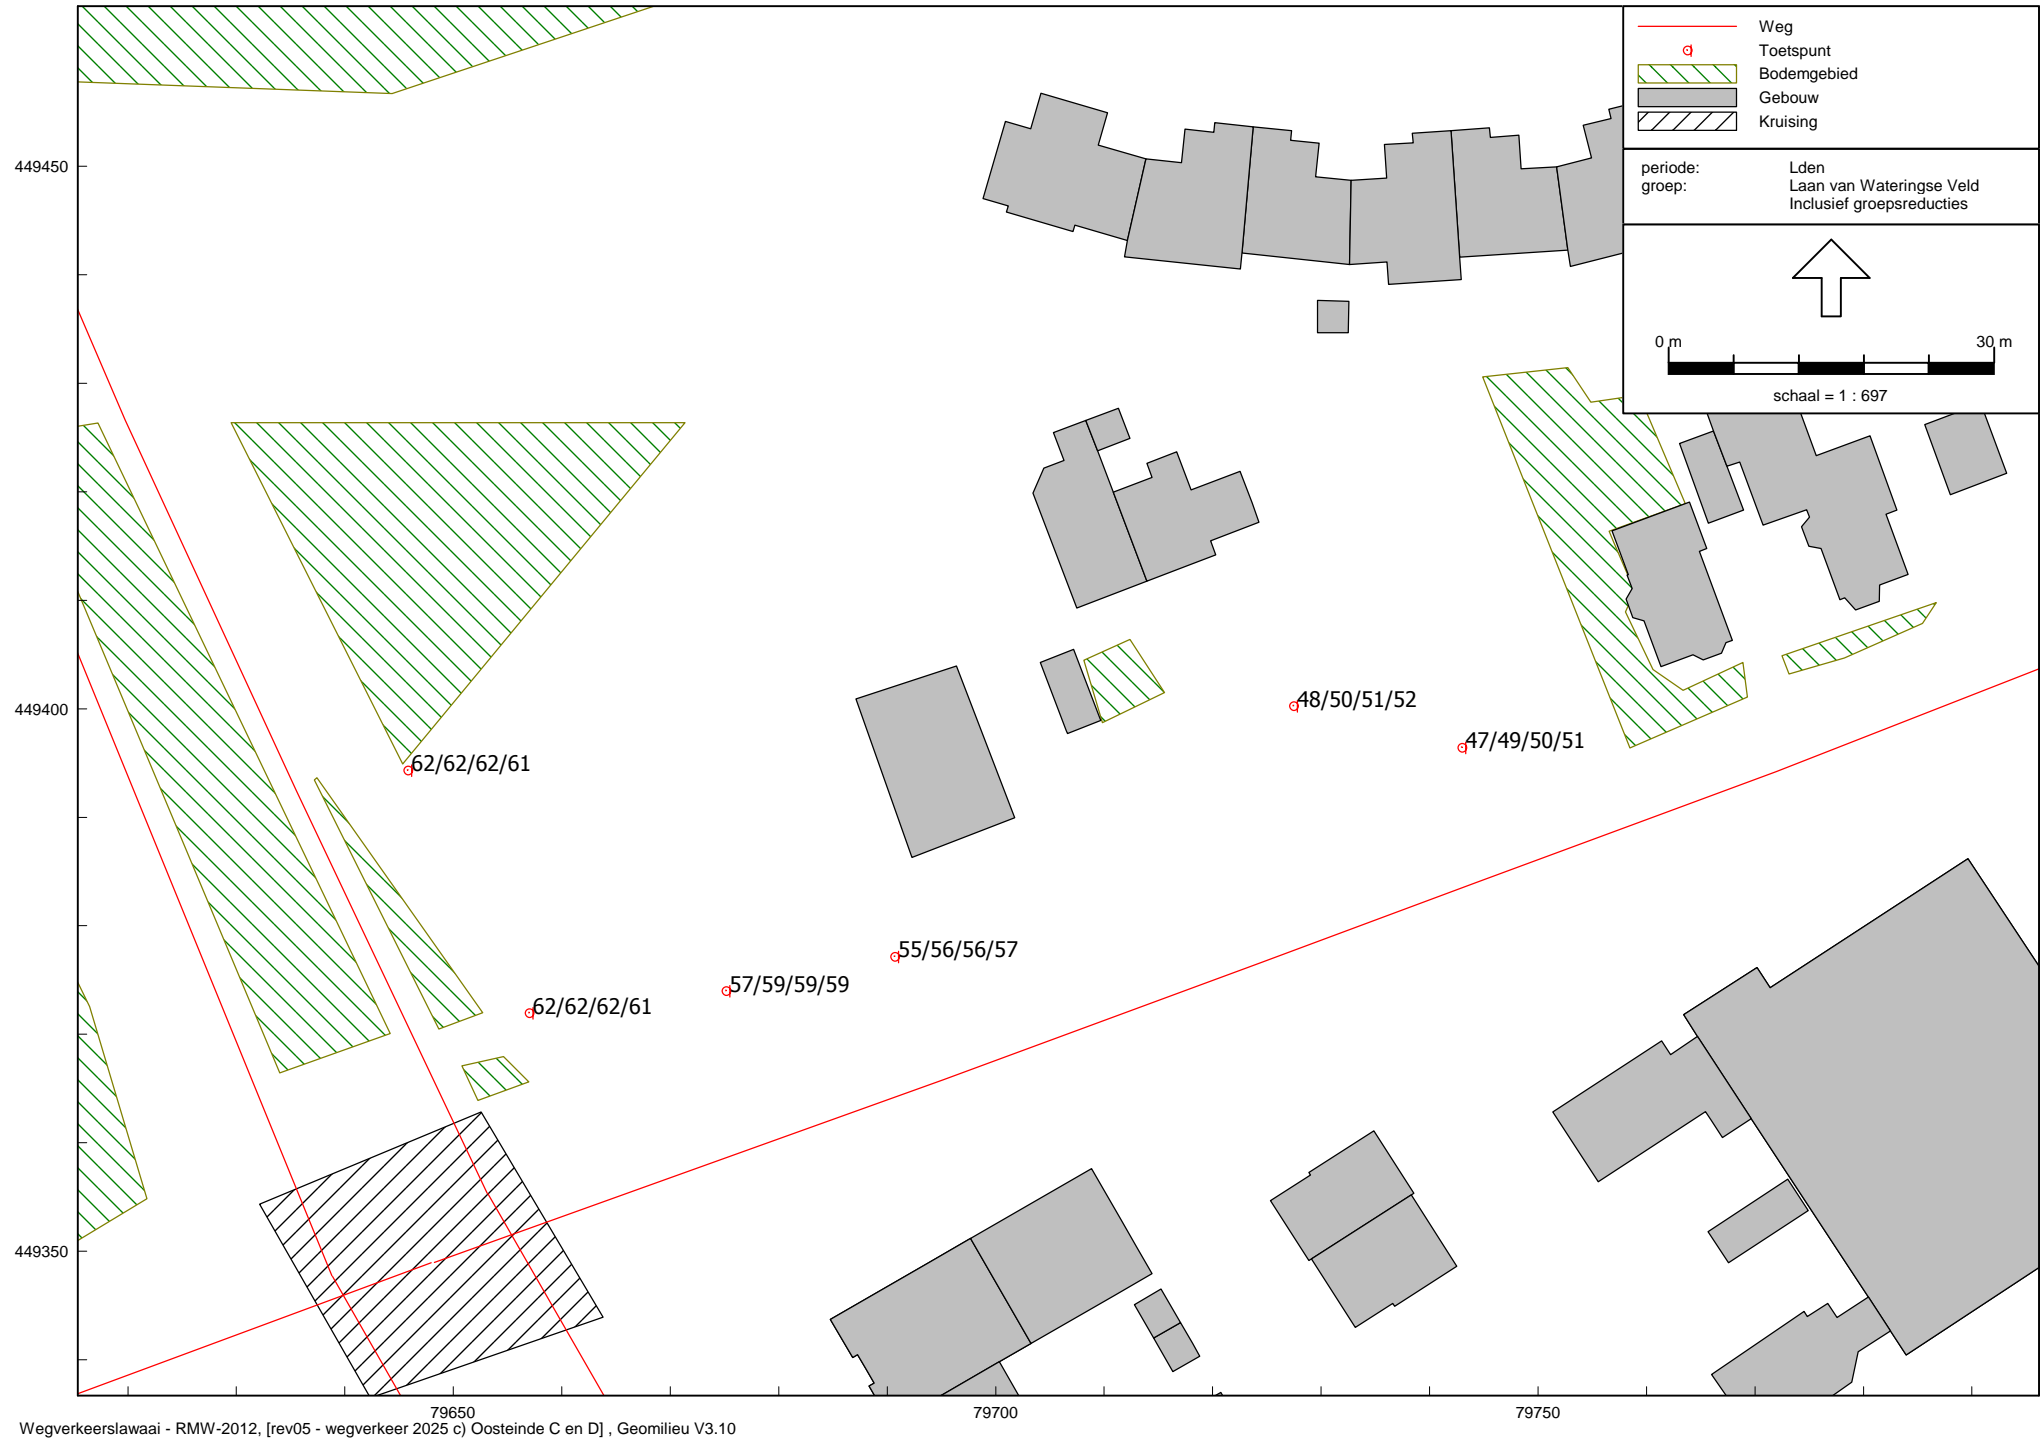 Weg
Toetspunt
Bodemgebied
Gebouw
Kruising
periode: Lden
groep: Laan van Wateringse Veld
Inclusief groepsreducties
0 m 30 m
schaal = 1 : 697
449450
449400
449350
48/50/51/52
47/49/50/51
62/62/62/61
55/56/56/57
57/59/59/59
62/62/62/61
79650 79700 79750
Wegverkeerslawaai - RMW-2012, [rev05 - wegverkeer 2025 c) Oosteinde C en D] , Geomilieu V3.10